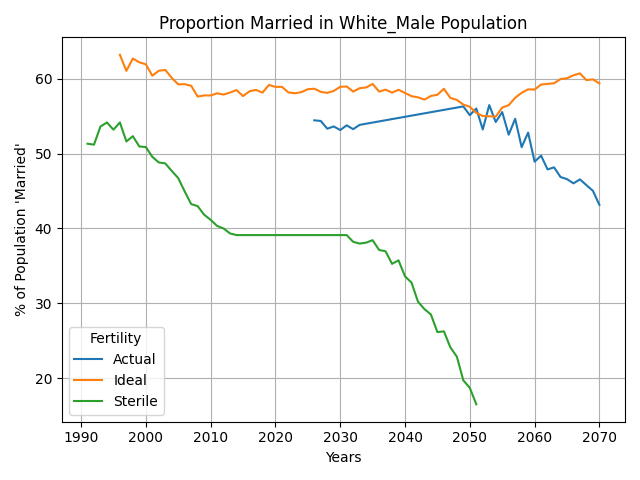 Proportion Married in White_Male Population
% of Population 'Married'
60
50
40
30
20
Fertility
Actual
Ideal
Sterile
1990 2000 2010 2020 2030 2040 2050 2060 2070
Years